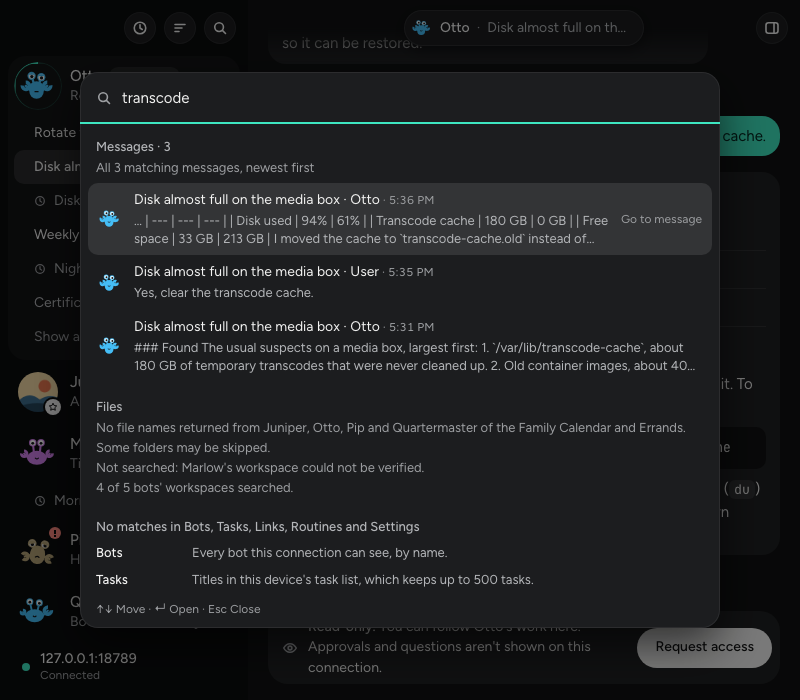 so it can be restored.
Otto · Disk almost full on th...
cache.
transcode
Rotate
Disk
Weekly
Messages · 3
All 3 matching messages, newest first
Disk almost full on the media box · Otto · 5:36 PM
... | --- | --- | --- | | Disk used | 94% | 61% | | Transcode cache | 180 GB | 0 GB | | Free
space | 33 GB | 213 GB | I moved the cache to `transcode-cache.old` instead of...
Go to message
Disk almost full on the media box · User · 5:35 PM
Yes, clear the transcode cache.
Disk almost full on the media box · Otto · 5:31 PM
### Found The usual suspects on a media box, largest first: 1. `/var/lib/transcode-cache`, about
180 GB of temporary transcodes that were never cleaned up. 2. Old container images, about 40...
Show a
it. To
Files
No file names returned from Juniper, Otto, Pip and Quartermaster of the Family Calendar and Errands.
Some folders may be skipped.
Not searched: Marlow's workspace could not be verified.
4 of 5 bots' workspaces searched.
(du)
No matches in Bots, Tasks, Links, Routines and Settings
Bots Every bot this connection can see, by name.
Tasks Titles in this device's task list, which keeps up to 500 tasks.
↑↓ Move · ↵ Open · Esc Close
Read-only. You can follow Otto's work here.
Approvals and questions aren't shown on this
connection.
Request access
127.0.0.1:18789
Connected